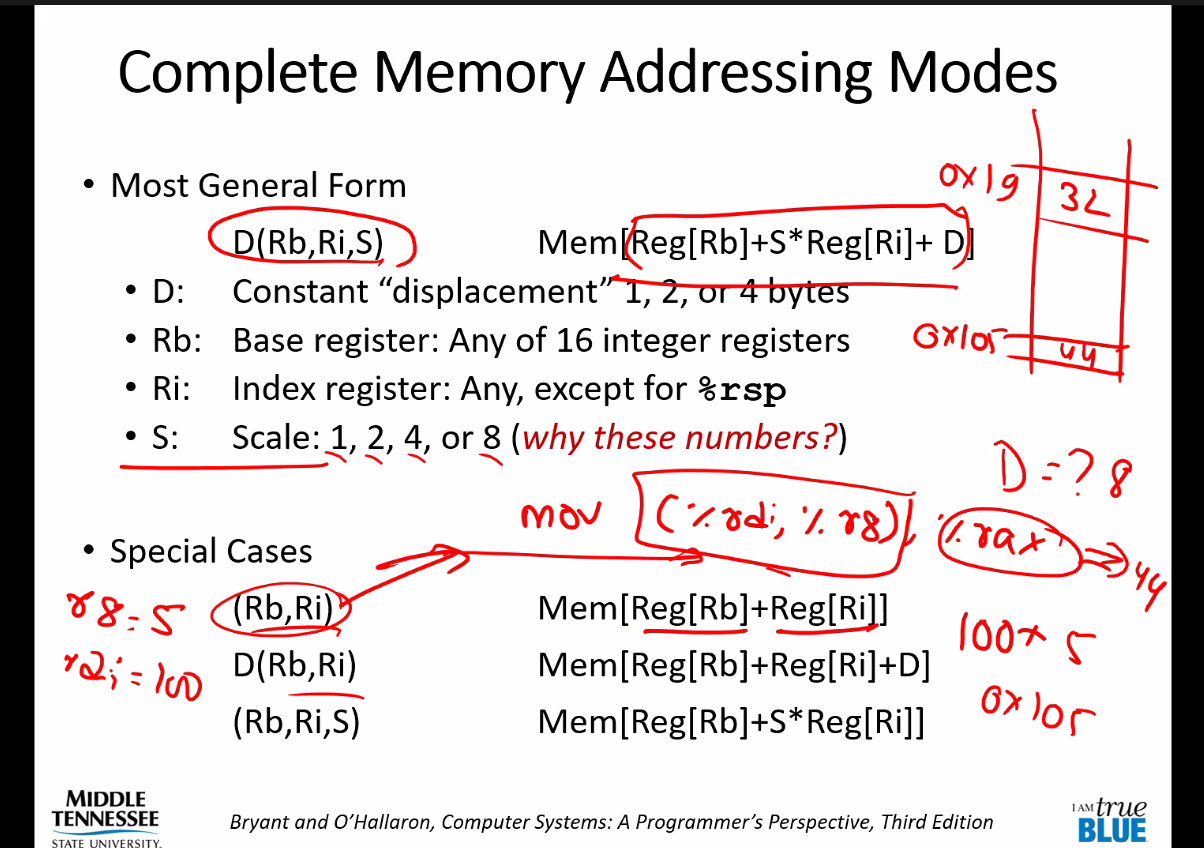 Complete Memory Addressing Modes
• Most General Form
0x19
32
D(Rb,Ri,S) Mem[Reg[Rb]+S*Reg[Ri]+ D]
• D: Constant “displacement” 1, 2, or 4 bytes
• Rb: Base register: Any of 16 integer registers
0x105
44
• Ri: Index register: Any, except for %rsp
• S: Scale: 1, 2, 4, or 8 (why these numbers?)
D = ? 8
mov (%rdi, %r8), %rax
44
• Special Cases
r8 = 5
(Rb,Ri) Mem[Reg[Rb]+Reg[Ri]]
100+ 5
rdi = 100
D(Rb,Ri) Mem[Reg[Rb]+Reg[Ri]+D]
0x105
(Rb,Ri,S) Mem[Reg[Rb]+S*Reg[Ri]]
MIDDLE
TENNESSEE
STATE UNIVERSITY.
Bryant and O’Hallaron, Computer Systems: A Programmer’s Perspective, Third Edition
I AM true
BLUE